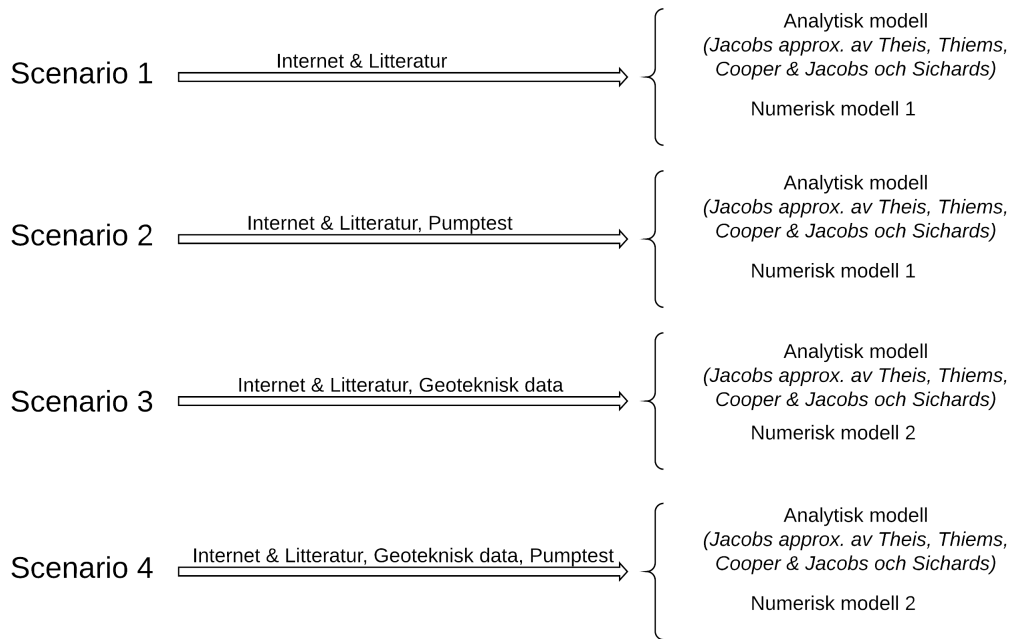 Scenario 1
Internet & Litteratur
Analytisk modell
(Jacobs approx. av Theis, Thiems,
Cooper & Jacobs och Sichards)
Numerisk modell 1
Scenario 2
Internet & Litteratur, Pumptest
Analytisk modell
(Jacobs approx. av Theis, Thiems,
Cooper & Jacobs och Sichards)
Numerisk modell 1
Scenario 3
Internet & Litteratur, Geoteknisk data
Analytisk modell
(Jacobs approx. av Theis, Thiems,
Cooper & Jacobs och Sichards)
Numerisk modell 2
Scenario 4
Internet & Litteratur, Geoteknisk data, Pumptest
Analytisk modell
(Jacobs approx. av Theis, Thiems,
Cooper & Jacobs och Sichards)
Numerisk modell 2